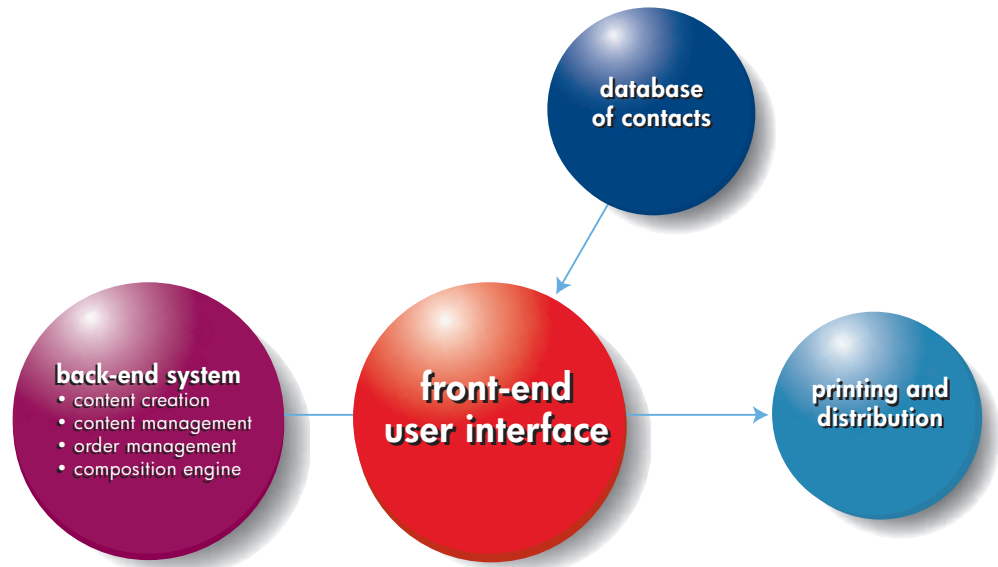 database
of contacts
back-end system
• content creation
• content management
• order management
• composition engine
front-end
user interface
printing and
distribution